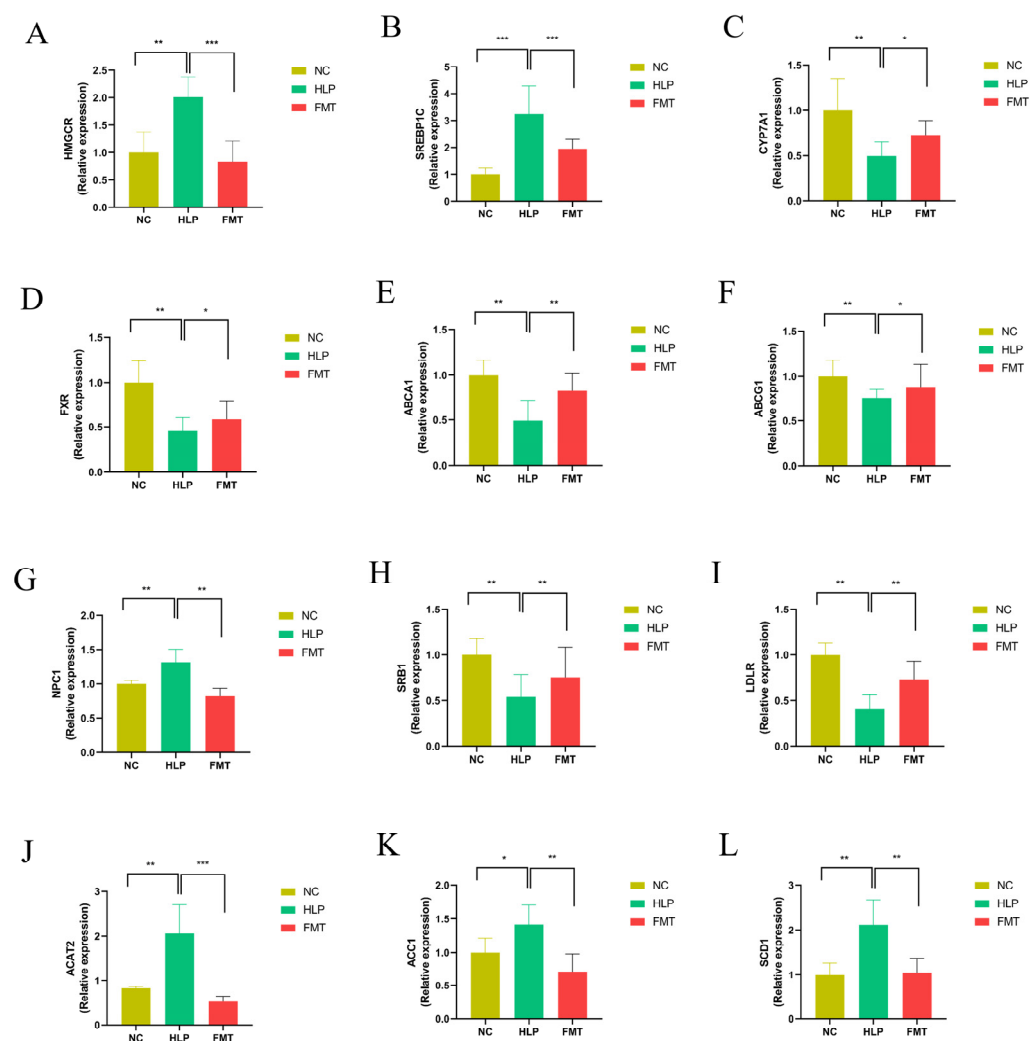 A
** ***
HMGCR
(Relative expression)
2.5
2.0
1.5
1.0
0.5
0.0
NC HLP FMT
NC
HLP
FMT
B
*** ***
SREBP1C
(Relative expression)
5
4
3
2
1
0
NC HLP FMT
NC
HLP
FMT
C
** *
CYP7A1
(Relative expression)
1.5
1.0
0.5
0.0
NC HLP FMT
NC
HLP
FMT
D
** *
FXR
(Relative expression)
1.5
1.0
0.5
0.0
NC HLP FMT
NC
HLP
FMT
E
** **
ABCA1
(Relative expression)
1.5
1.0
0.5
0.0
NC HLP FMT
NC
HLP
FMT
F
** *
ABCG1
(Relative expression)
1.5
1.0
0.5
0.0
NC HLP FMT
NC
HLP
FMT
G
** **
NPC1
(Relative expression)
2.0
1.5
1.0
0.5
0.0
NC HLP FMT
NC
HLP
FMT
H
** **
SRB1
(Relative expression)
1.5
1.0
0.5
0.0
NC HLP FMT
NC
HLP
FMT
I
** **
LDLR
(Relative expression)
1.5
1.0
0.5
0.0
NC HLP FMT
NC
HLP
FMT
J
** ***
ACAT2
(Relative expression)
3
2
1
0
NC HLP FMT
NC
HLP
FMT
K
* **
ACC1
(Relative expression)
2.0
1.5
1.0
0.5
0.0
NC HLP FMT
NC
HLP
FMT
L
** **
SCD1
(Relative expression)
3
2
1
0
NC HLP FMT
NC
HLP
FMT